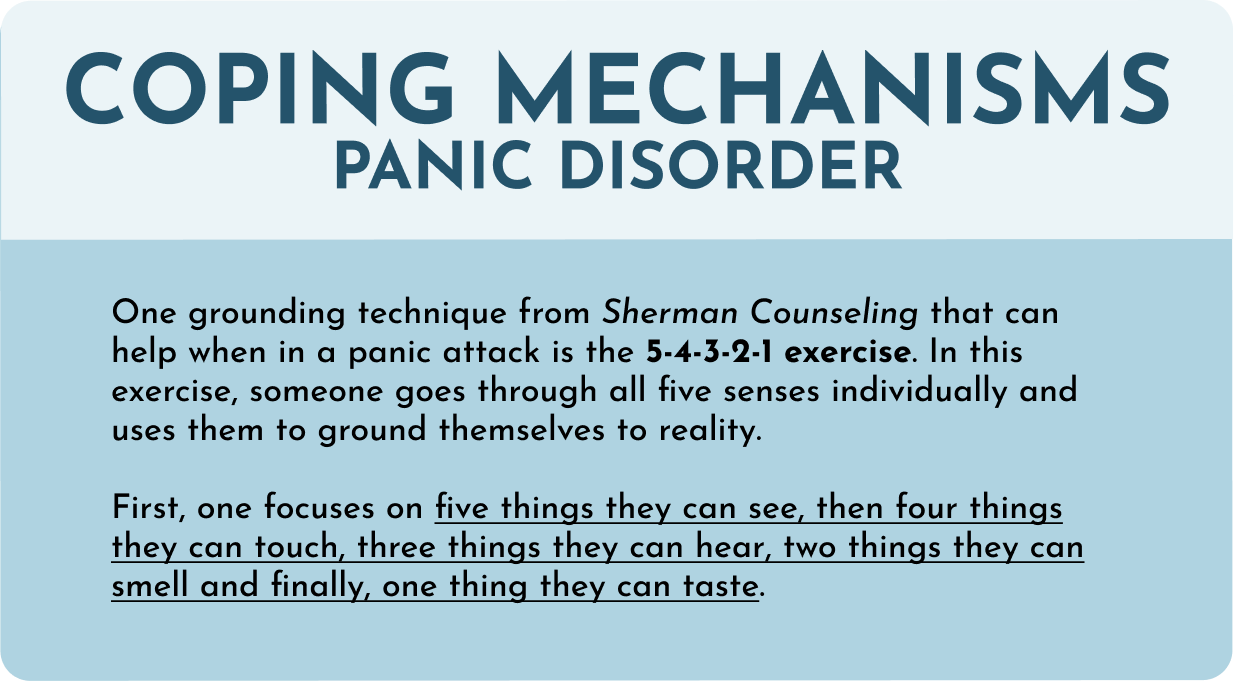 COPING MECHANISMS
PANIC DISORDER
One grounding technique from Sherman Counseling that can
help when in a panic attack is the 5-4-3-2-1 exercise. In this
exercise, someone goes through all five senses individually and
uses them to ground themselves to reality.
First, one focuses on five things they can see, then four things
they can touch, three things they can hear, two things they can
smell and finally, one thing they can taste.